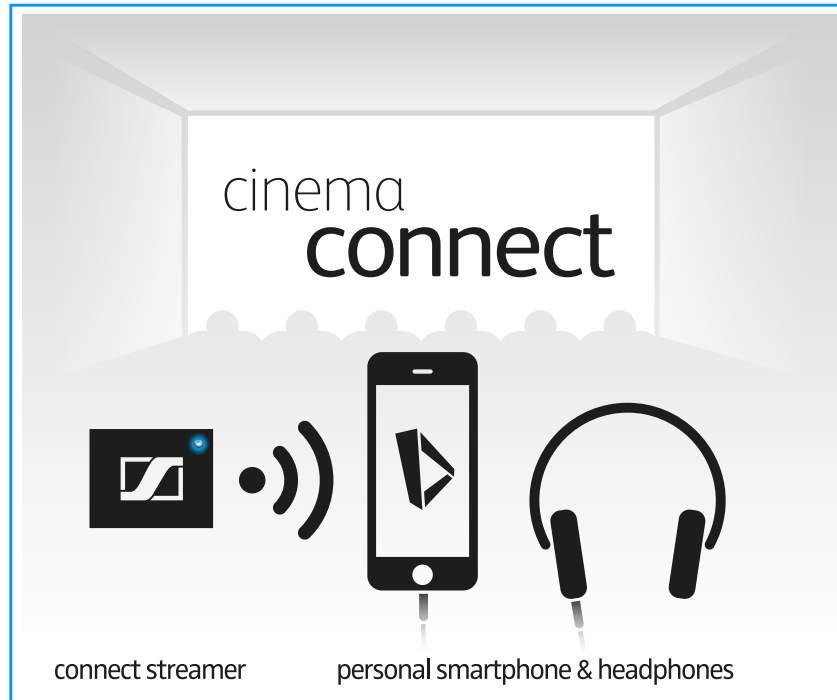 cinema
connect
connect streamer
personal smartphone & headphones